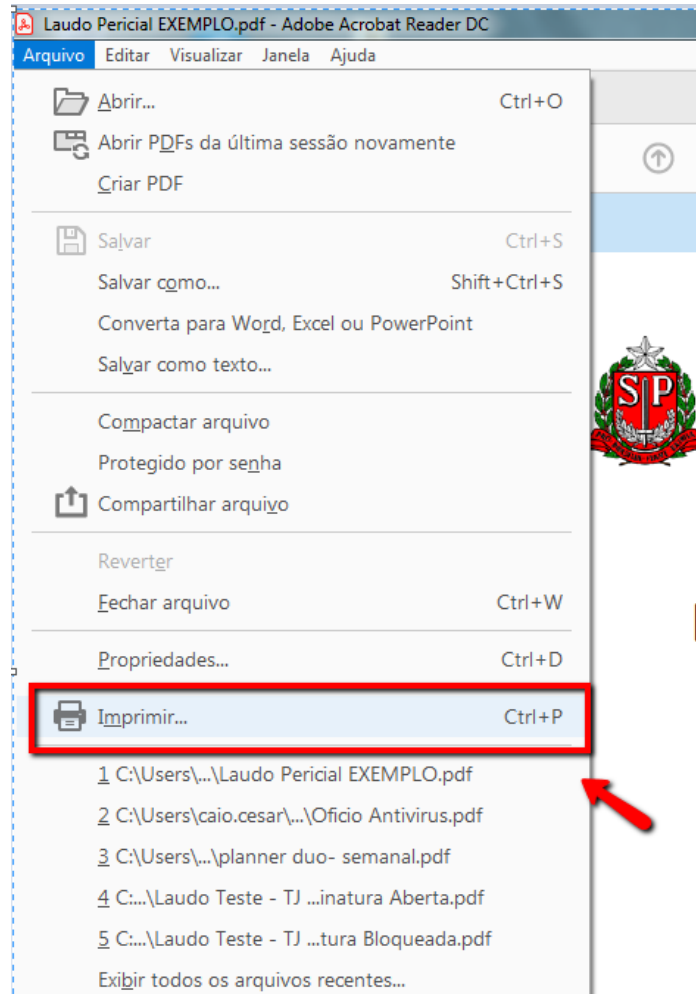 Laudo Pericial EXEMPLO.pdf - Adobe Acrobat Reader DC
Arquivo Editar Visualizar Janela Ajuda
Abrir... Ctrl+O
Abrir PDFs da última sessão novamente
Criar PDF
Salvar Ctrl+S
Salvar como... Shift+Ctrl+S
Converta para Word, Excel ou PowerPoint
Salvar como texto...
Compactar arquivo
Protegido por senha
Compartilhar arquivo
Reverter
Fechar arquivo Ctrl+W
Propriedades... Ctrl+D
Imprimir... Ctrl+P
1 C:\Users\...\Laudo Pericial EXEMPLO.pdf
2 C:\Users\caio.cesar\...\Oficio Antivirus.pdf
3 C:\Users\...\planner duo- semanal.pdf
4 C:...\Laudo Teste - TJ ...inatura Aberta.pdf
5 C:...\Laudo Teste - TJ ...tura Bloqueada.pdf
Exibir todos os arquivos recentes...
SP